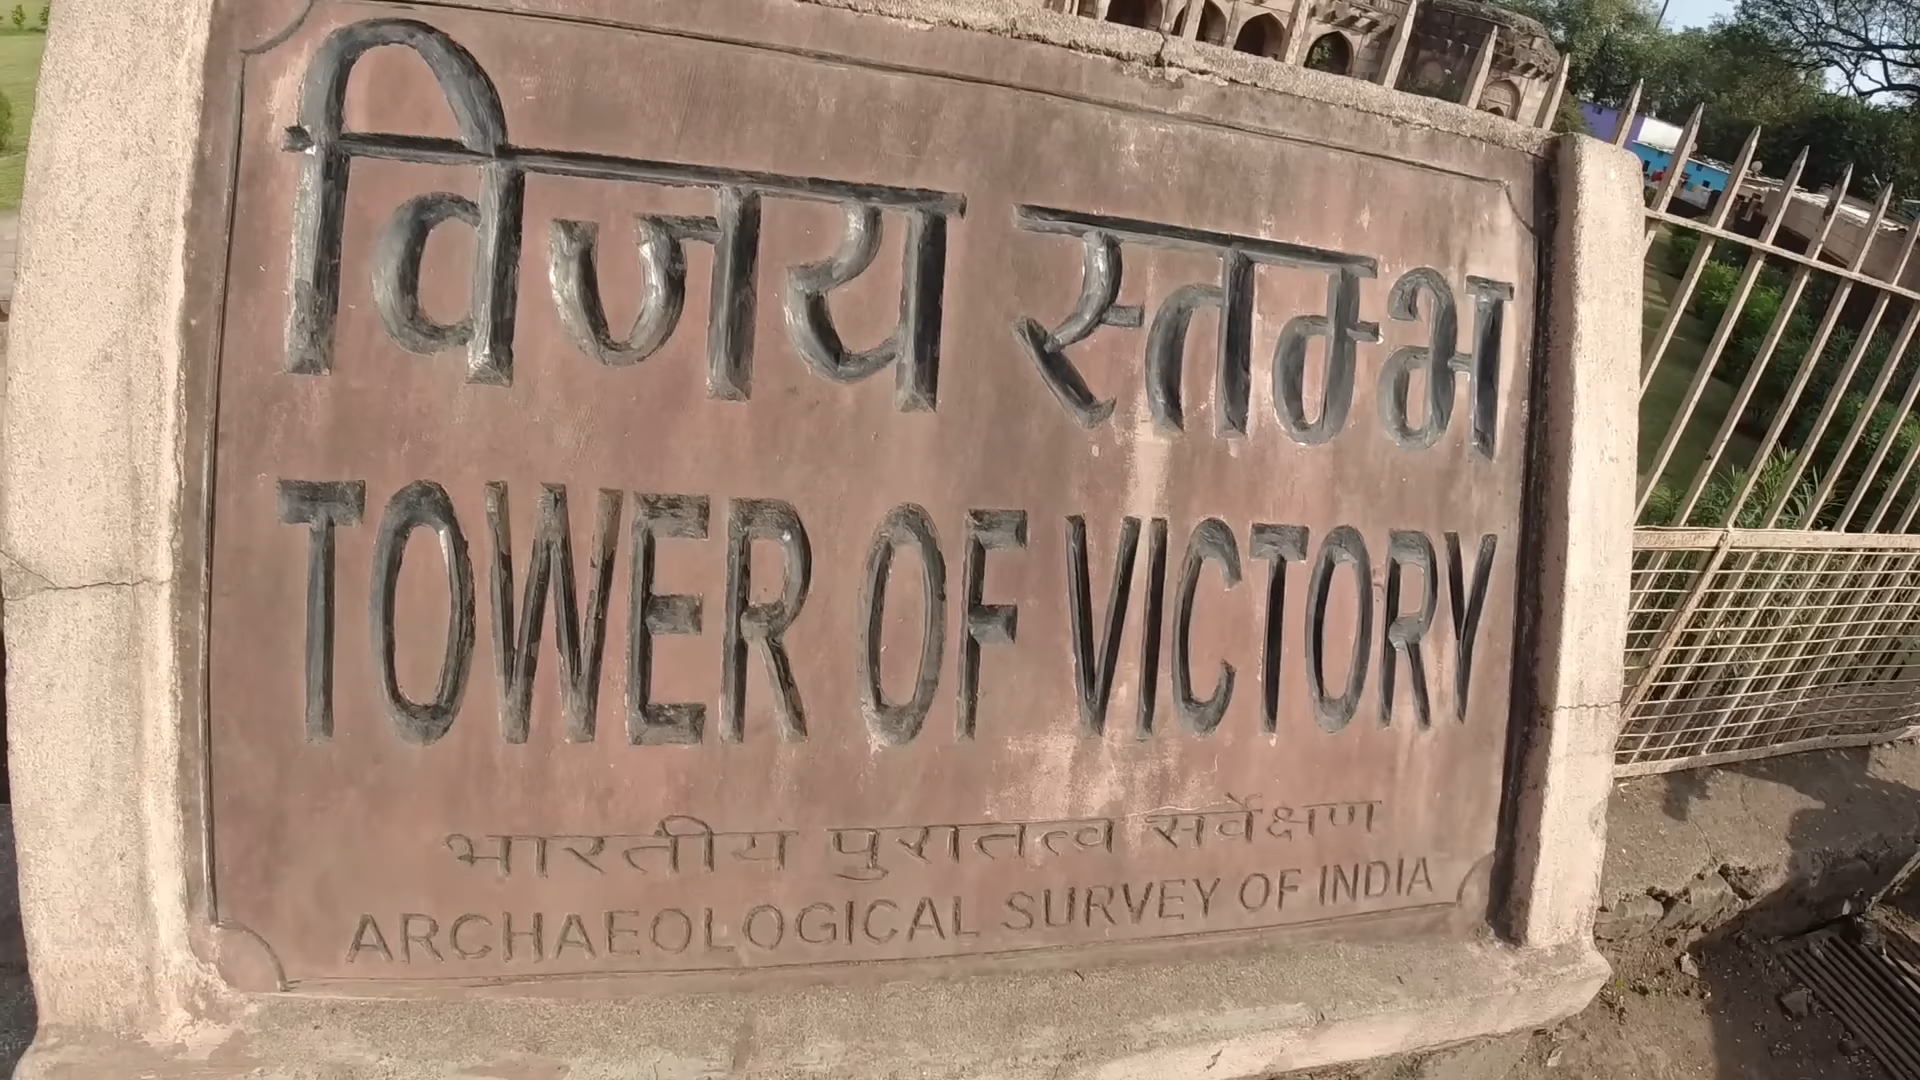 विजय स्तम्भ
TOWER OF VICTORY
भारतीय पुरातत्व सर्वेक्षण
ARCHAEOLOGICAL SURVEY OF INDIA